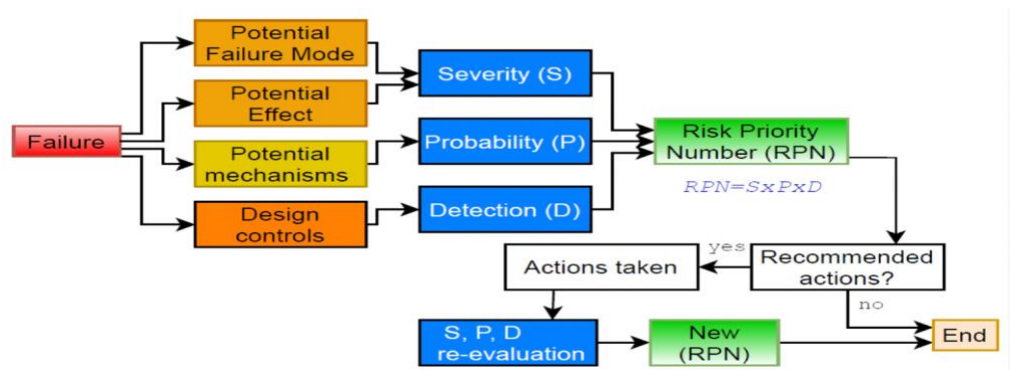 Potential
Failure Mode
Potential
Effect
Failure
Potential
mechanisms
Design
controls
Severity (S)
Probability (P)
Detection (D)
Risk Priority
Number (RPN)
RPN=SxPxD
Recommended
actions?
yes
no
Actions taken
S, P, D
re-evaluation
New
(RPN)
End